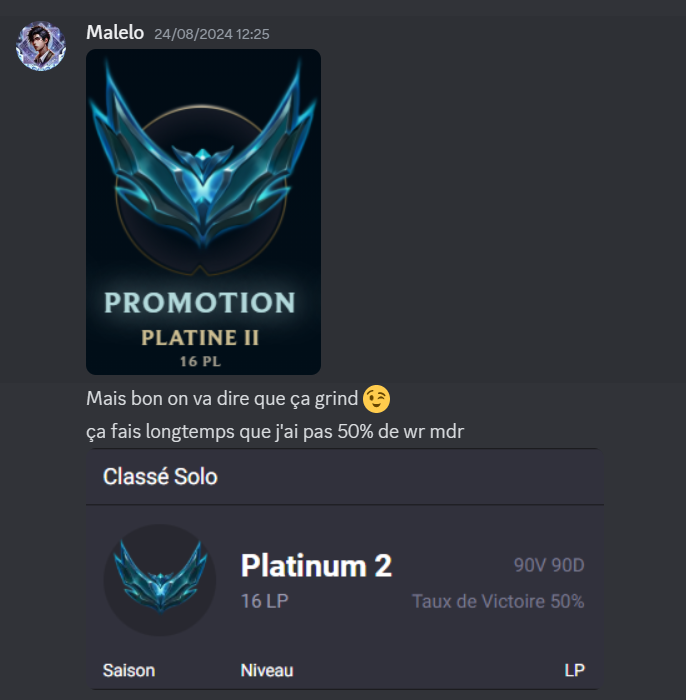 Malelo 24/08/2024 12:25
PROMOTION
PLATINE II
16 PL
Mais bon on va dire que ça grind 😉
ça fais longtemps que j'ai pas 50% de wr mdr
Classé Solo
Platinum 2 90V 90D
16 LP Taux de Victoire 50%
Saison Niveau LP